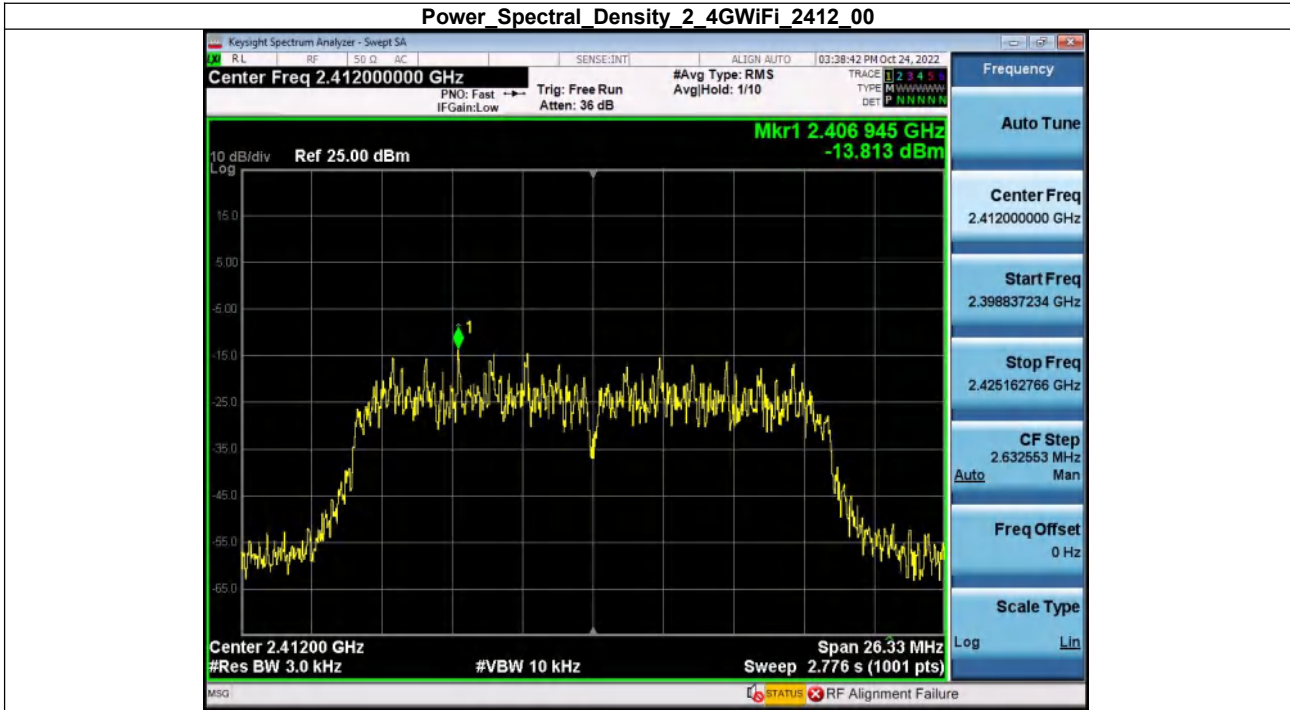 Power_Spectral_Density_2_4GWiFi_2412_00
Keysight Spectrum Analyzer - Swept SA
RL RF 50 Ω AC SENSE:INT ALIGN AUTO 03:38:42 PM Oct 24, 2022
Center Freq 2.412000000 GHz
PNO: Fast
IFGain:Low
Trig: Free Run
Atten: 36 dB
#Avg Type: RMS
Avg|Hold: 1/10
TRACE 1 2 3 4 5 6
TYPE M WWWWW
DET P N N N N N
Mkr1 2.406 945 GHz
-13.813 dBm
10 dB/div Ref 25.00 dBm
Log
15.0
5.00
-5.00
-15.0
-25.0
-35.0
-45.0
-55.0
-65.0
1
Center 2.41200 GHz Span 26.33 MHz
#Res BW 3.0 kHz #VBW 10 kHz Sweep 2.776 s (1001 pts)
MSG STATUS RF Alignment Failure
Frequency
Auto Tune
Center Freq
2.412000000 GHz
Start Freq
2.398837234 GHz
Stop Freq
2.425162766 GHz
CF Step
2.632553 MHz
Auto Man
Freq Offset
0 Hz
Scale Type
Log Lin